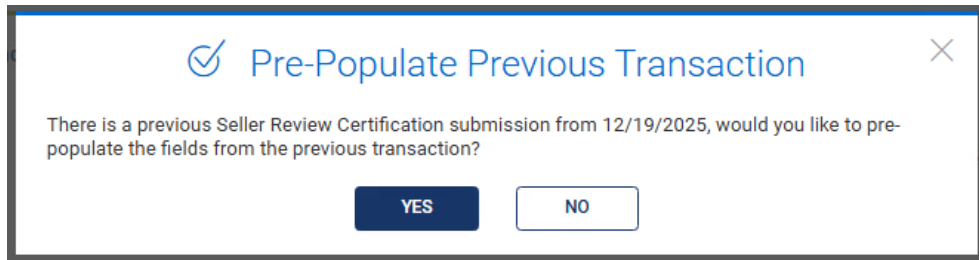 Pre-Populate Previous Transaction
There is a previous Seller Review Certification submission from 12/19/2025, would you like to pre-
populate the fields from the previous transaction?
YES
NO